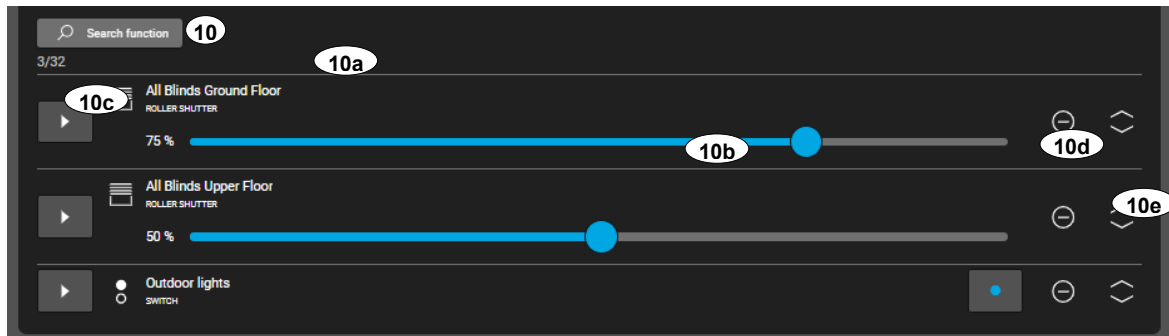 Search function 10
3/32
10a
10c All Blinds Ground Floor
ROLLER SHUTTER
75 %
10b
10d
All Blinds Upper Floor
ROLLER SHUTTER
10e
50 %
Outdoor lights
SWITCH